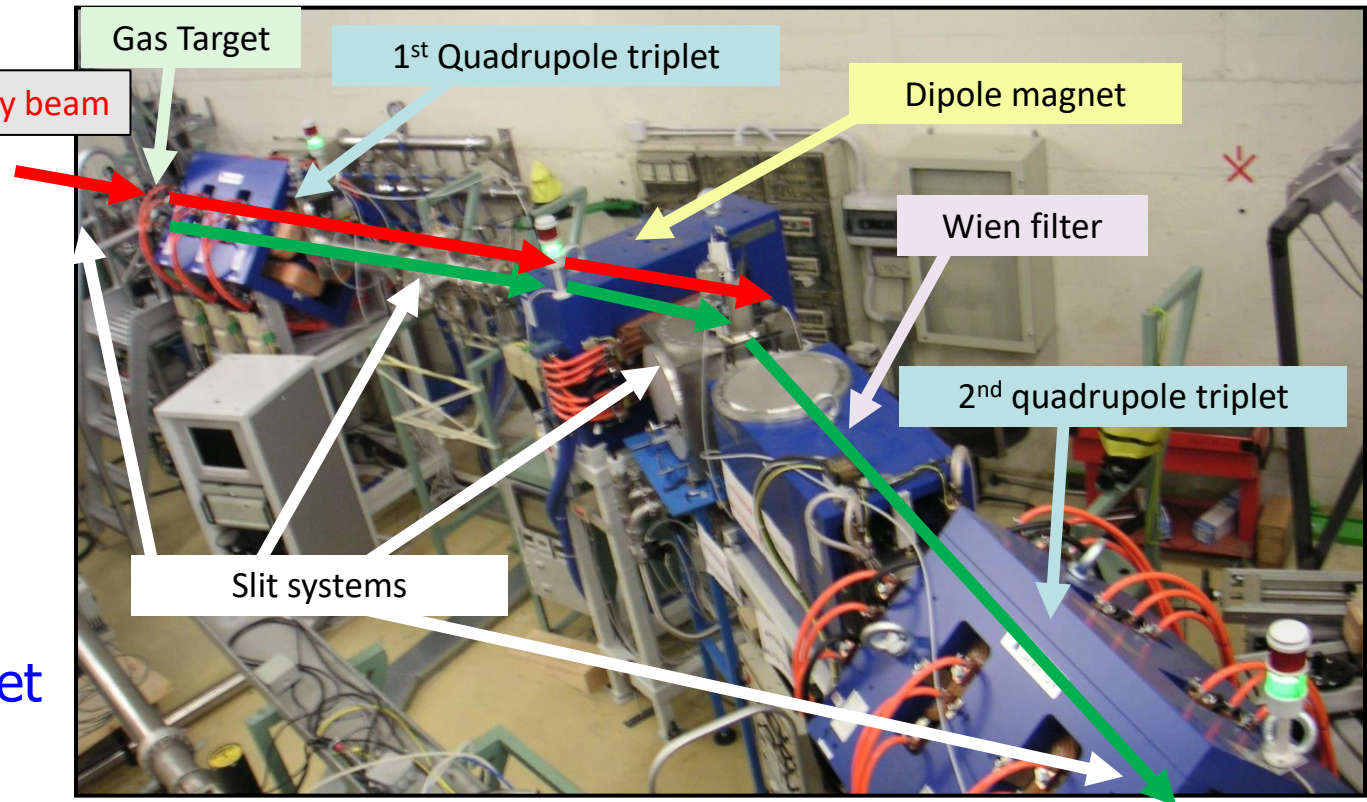 Gas Target
1st Quadrupole triplet
y beam
Dipole magnet
Wien filter
2nd quadrupole triplet
Slit systems
et